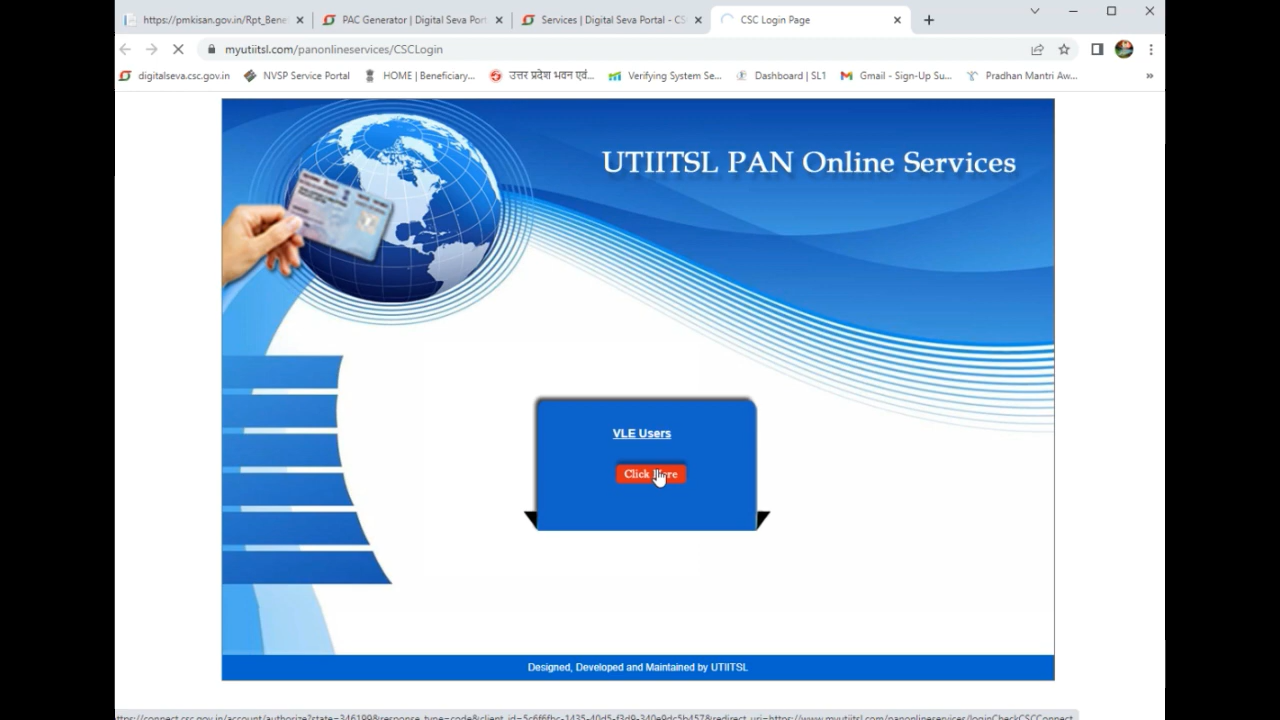 https://pmkisan.gov.in/Rpt_Bene
PAC Generator | Digital Seva Port
Services | Digital Seva Portal - CS
CSC Login Page
myutiitsl.com/panonlineservices/CSCLogin
digitalseva.csc.gov.in
NVSP Service Portal
HOME | Beneficiary...
उत्तर प्रदेश भवन एवं...
Verifying System Se...
Dashboard | SL1
Gmail - Sign-Up Su...
Pradhan Mantri Aw...
UTIITSL PAN Online Services
VLE Users
Click Here
Designed, Developed and Maintained by UTIITSL